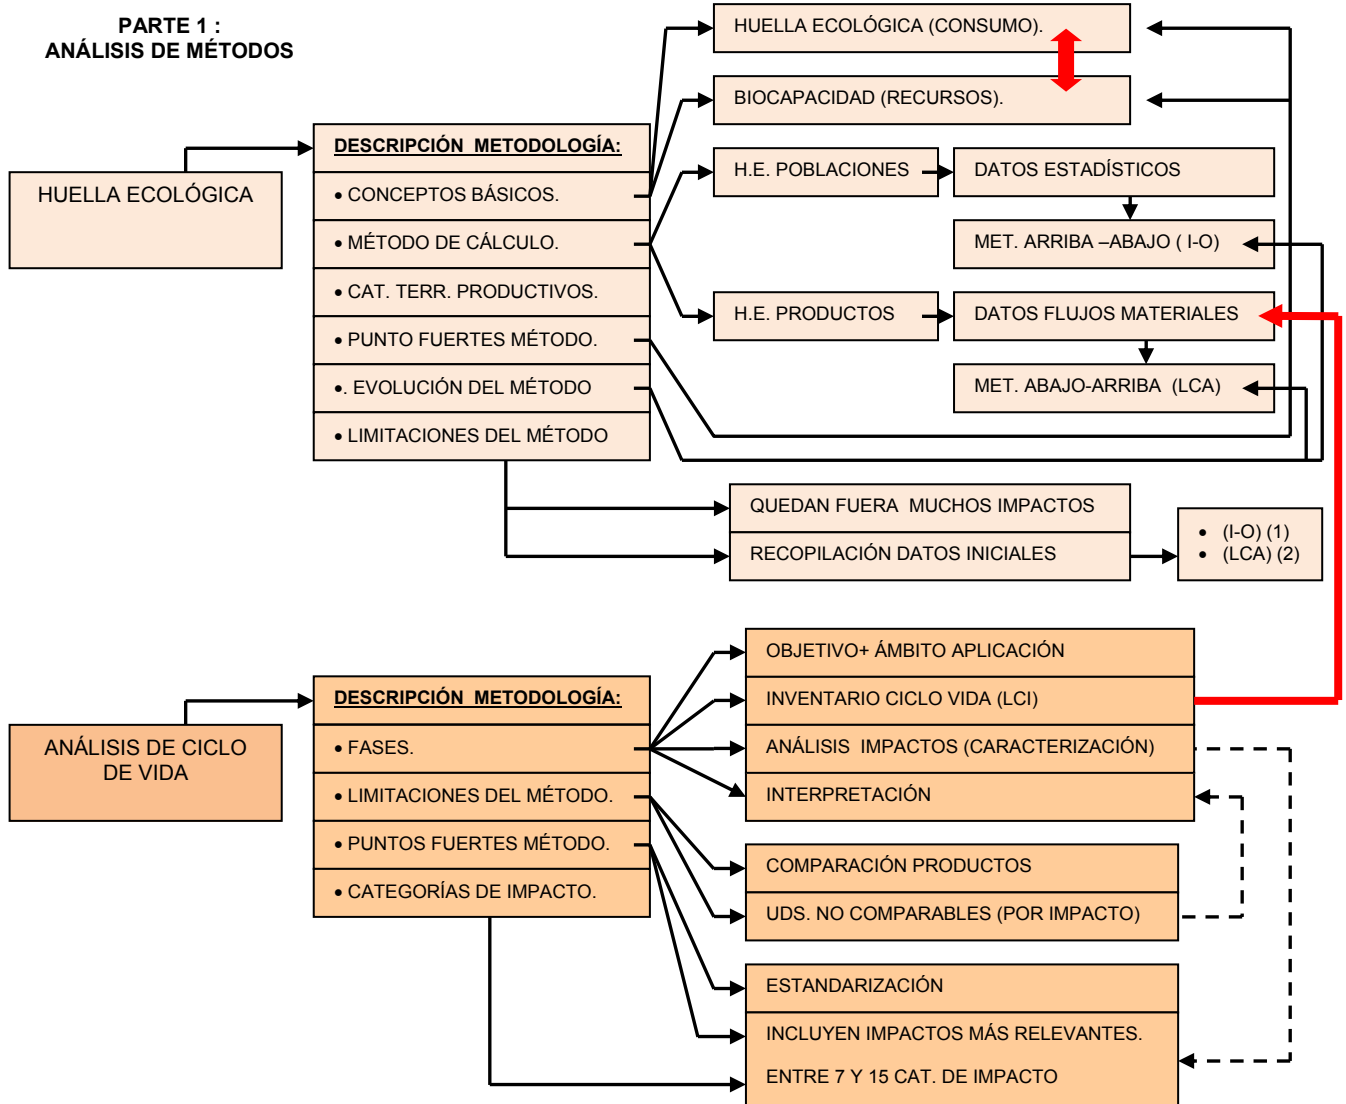 PARTE 1 :
ANÁLISIS DE MÉTODOS
HUELLA ECOLÓGICA
DESCRIPCIÓN METODOLOGÍA:
• CONCEPTOS BÁSICOS.
• MÉTODO DE CÁLCULO.
• CAT. TERR. PRODUCTIVOS.
• PUNTO FUERTES MÉTODO.
•. EVOLUCIÓN DEL MÉTODO
• LIMITACIONES DEL MÉTODO
HUELLA ECOLÓGICA (CONSUMO).
BIOCAPACIDAD (RECURSOS).
H.E. POBLACIONES
DATOS ESTADÍSTICOS
MET. ARRIBA –ABAJO ( I-O)
H.E. PRODUCTOS
DATOS FLUJOS MATERIALES
MET. ABAJO-ARRIBA (LCA)
QUEDAN FUERA MUCHOS IMPACTOS
RECOPILACIÓN DATOS INICIALES
• (I-O) (1)
• (LCA) (2)
ANÁLISIS DE CICLO
DE VIDA
DESCRIPCIÓN METODOLOGÍA:
• FASES.
• LIMITACIONES DEL MÉTODO.
• PUNTOS FUERTES MÉTODO.
• CATEGORÍAS DE IMPACTO.
OBJETIVO+ ÁMBITO APLICACIÓN
INVENTARIO CICLO VIDA (LCI)
ANÁLISIS IMPACTOS (CARACTERIZACIÓN)
INTERPRETACIÓN
COMPARACIÓN PRODUCTOS
UDS. NO COMPARABLES (POR IMPACTO)
ESTANDARIZACIÓN
INCLUYEN IMPACTOS MÁS RELEVANTES.
ENTRE 7 Y 15 CAT. DE IMPACTO